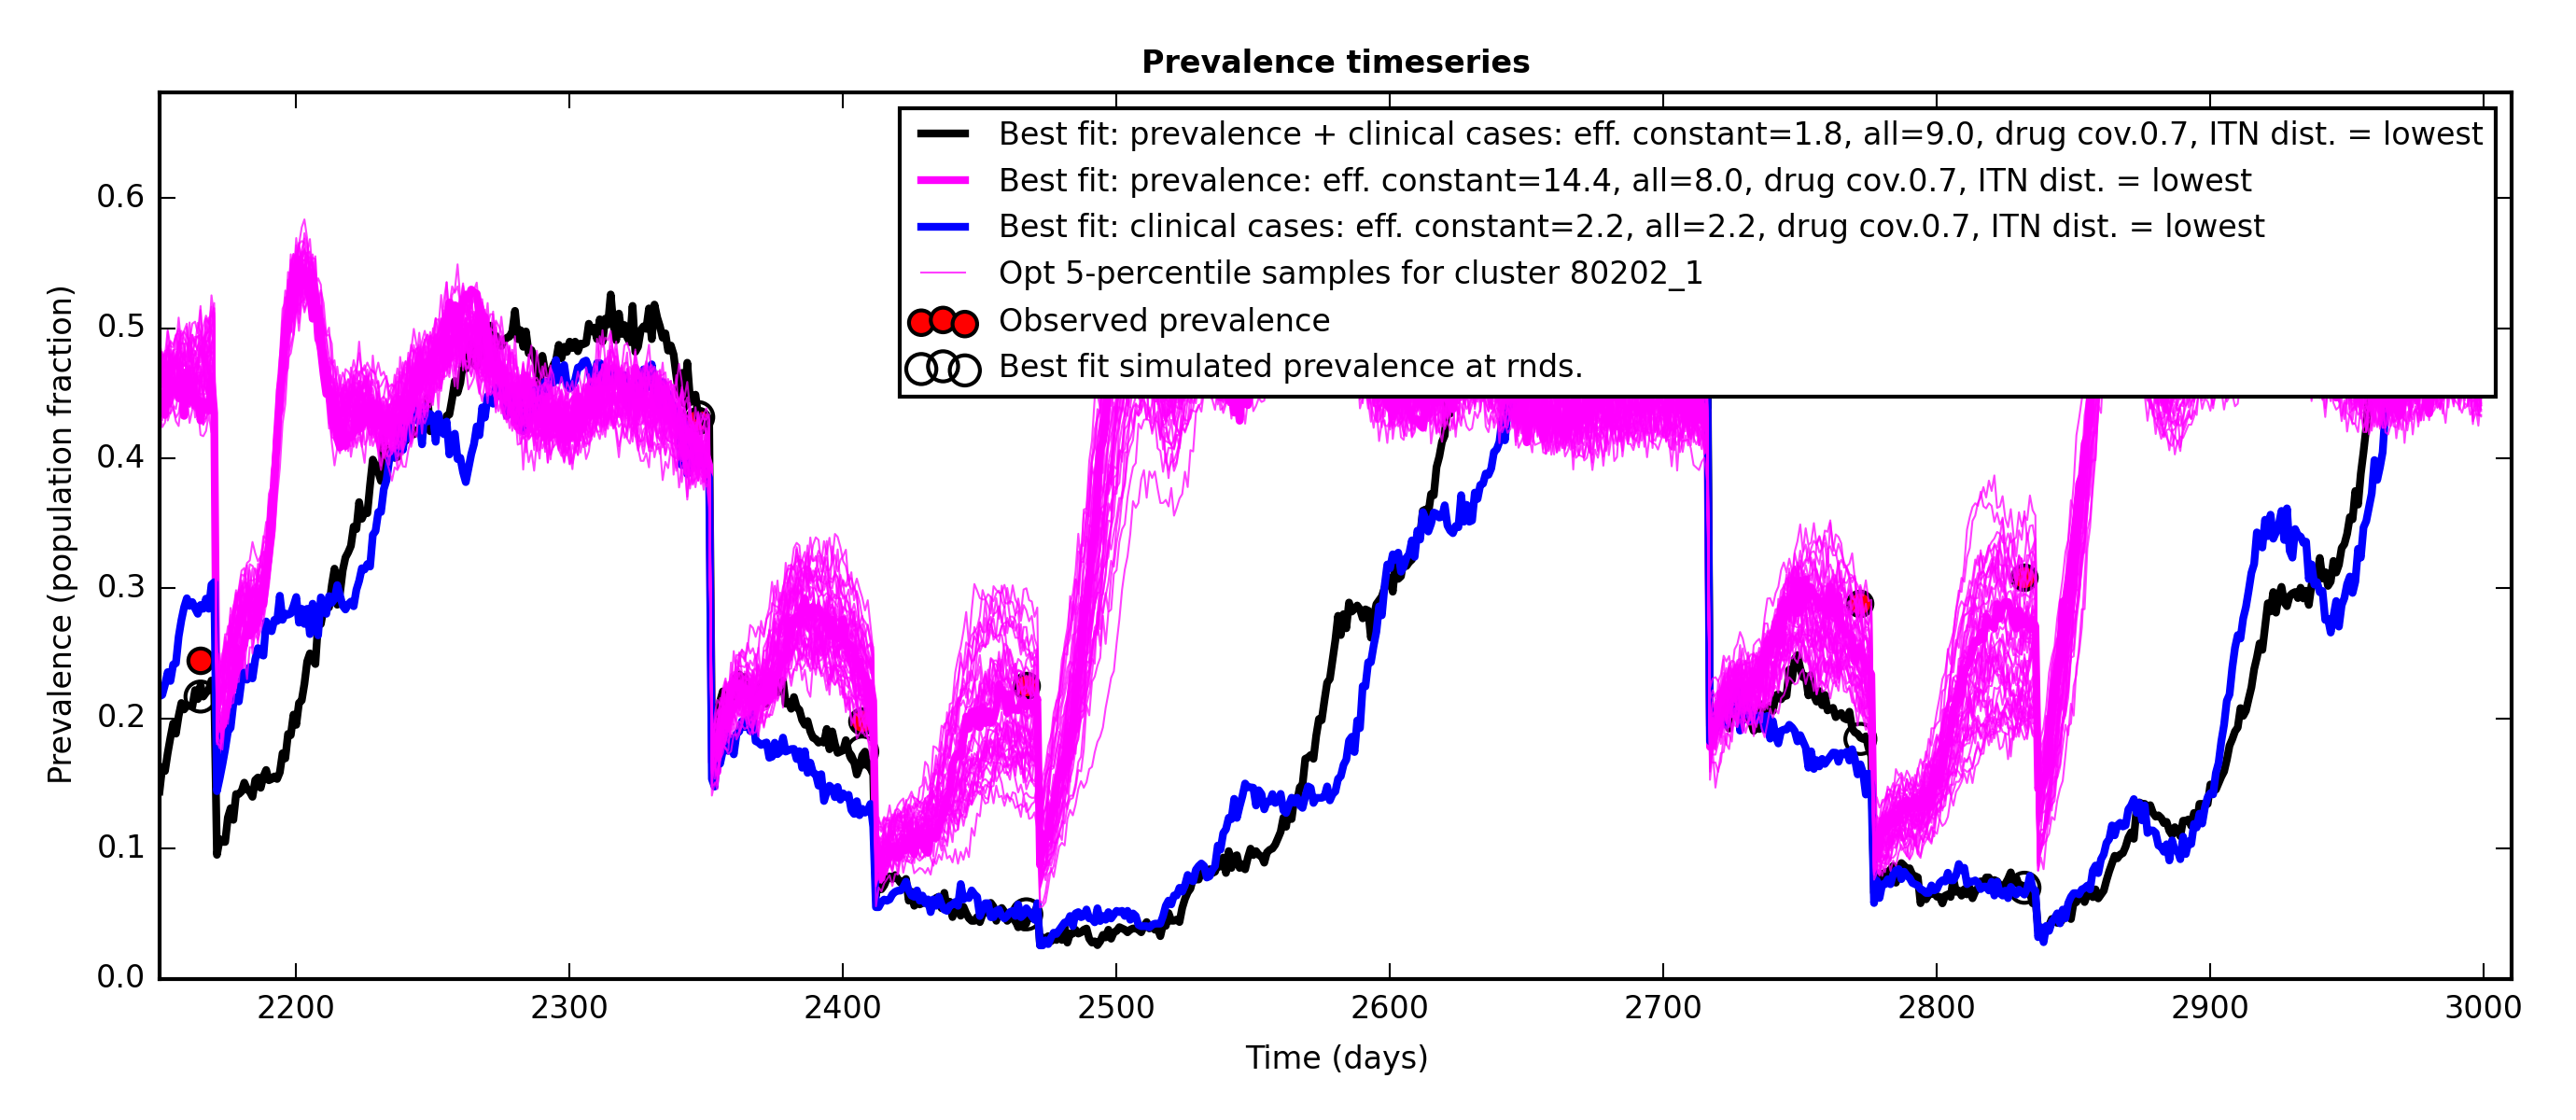 Prevalence timeseries
Best fit: prevalence + clinical cases: eff. constant=1.8, all=9.0, drug cov.0.7, ITN dist. = lowest
Best fit: prevalence: eff. constant=14.4, all=8.0, drug cov.0.7, ITN dist. = lowest
Best fit: clinical cases: eff. constant=2.2, all=2.2, drug cov.0.7, ITN dist. = lowest
Opt 5-percentile samples for cluster 80202_1
Observed prevalence
Best fit simulated prevalence at rnds.
Prevalence (population fraction)
0.6
0.5
0.4
0.3
0.2
0.1
0.0
2200 2300 2400 2500 2600 2700 2800 2900 3000
Time (days)